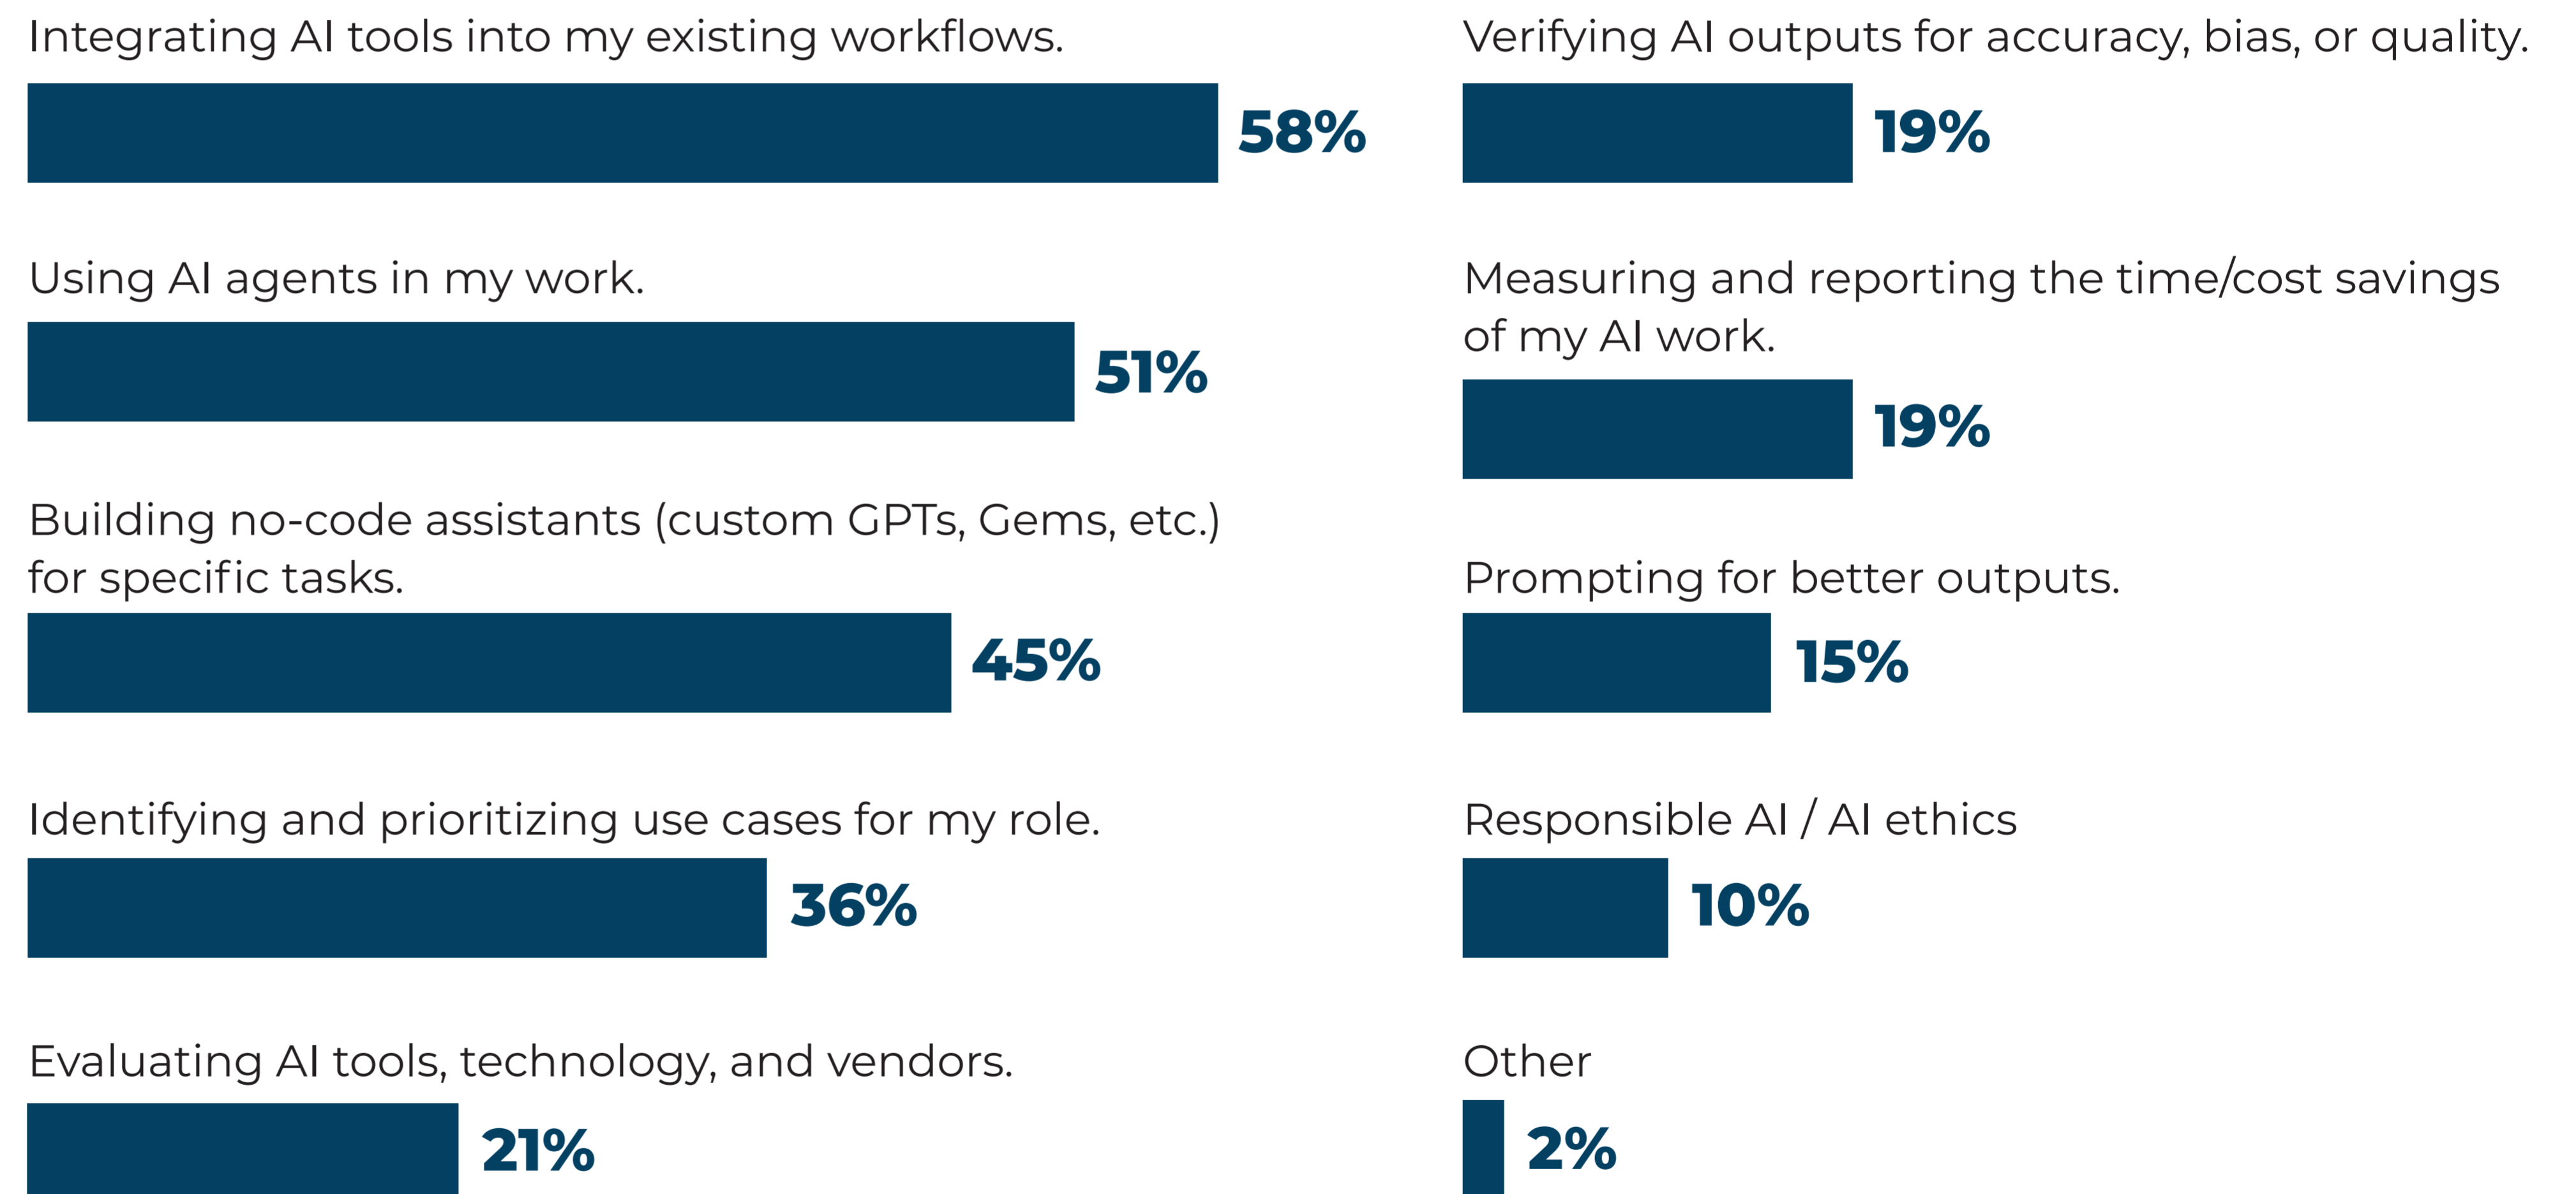 Integrating AI tools into my existing workflows.
58%
Using AI agents in my work.
51%
Building no-code assistants (custom GPTs, Gems, etc.)
for specific tasks.
45%
Identifying and prioritizing use cases for my role.
36%
Evaluating AI tools, technology, and vendors.
21%
Verifying AI outputs for accuracy, bias, or quality.
19%
Measuring and reporting the time/cost savings
of my AI work.
19%
Prompting for better outputs.
15%
Responsible AI / AI ethics
10%
Other
2%